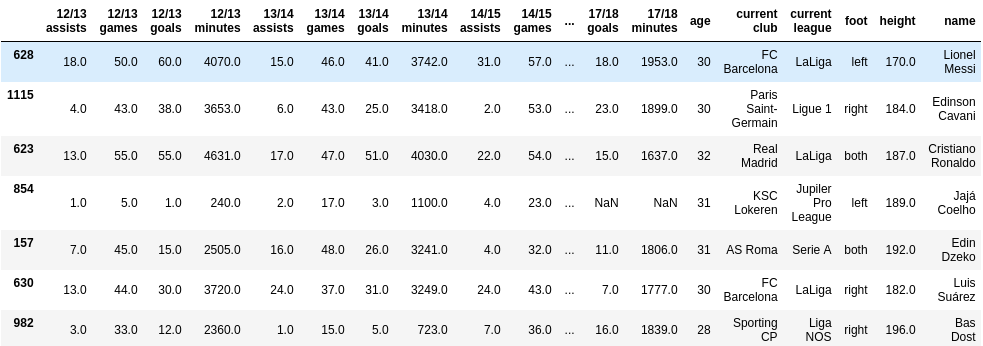 12/13 assists 12/13 games 12/13 goals 12/13 minutes 13/14 assists 13/14 games 13/14 goals 13/14 minutes 14/15 assists 14/15 games ... 17/18 goals 17/18 minutes age current club current league foot height name
628 18.0 50.0 60.0 4070.0 15.0 46.0 41.0 3742.0 31.0 57.0 ... 18.0 1953.0 30 FC Barcelona LaLiga left 170.0 Lionel Messi
1115 4.0 43.0 38.0 3653.0 6.0 43.0 25.0 3418.0 2.0 53.0 ... 23.0 1899.0 30 Paris Saint-Germain Ligue 1 right 184.0 Edinson Cavani
623 13.0 55.0 55.0 4631.0 17.0 47.0 51.0 4030.0 22.0 54.0 ... 15.0 1637.0 32 Real Madrid LaLiga both 187.0 Cristiano Ronaldo
854 1.0 5.0 1.0 240.0 2.0 17.0 3.0 1100.0 4.0 23.0 ... NaN NaN 31 KSC Lokeren Jupiler Pro League left 189.0 Jajá Coelho
157 7.0 45.0 15.0 2505.0 16.0 48.0 26.0 3241.0 4.0 32.0 ... 11.0 1806.0 31 AS Roma Serie A both 192.0 Edin Dzeko
630 13.0 44.0 30.0 3720.0 24.0 37.0 31.0 3249.0 24.0 43.0 ... 7.0 1777.0 30 FC Barcelona LaLiga right 182.0 Luis Suárez
982 3.0 33.0 12.0 2360.0 1.0 15.0 5.0 723.0 7.0 36.0 ... 16.0 1839.0 28 Sporting CP Liga NOS right 196.0 Bas Dost